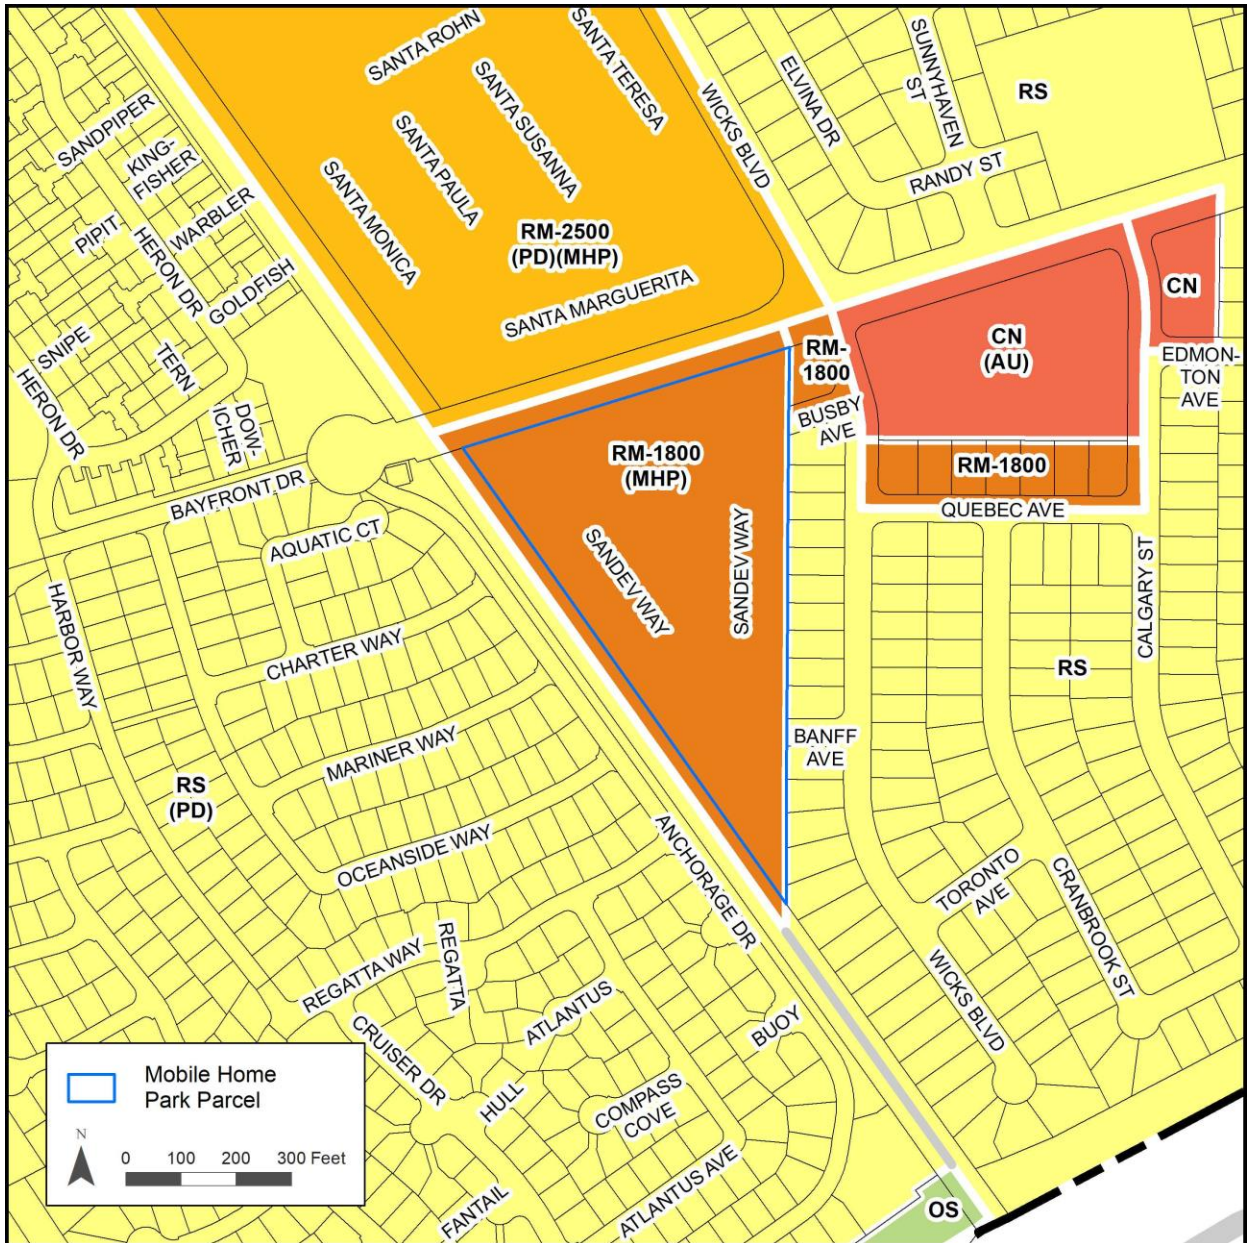 SANTA ROHN
SANTA TERESA
SANTA SUSANNA
SANTA PAULA
SANTA MONICA
RM-2500
(PD)(MHP)
SANTA MARGUERITA
WICKS BLVD
ELVINA DR
SUNNYHAVEN
ST
RS
RANDY ST
SANDPIPER
KING-
FISHER
WARBLER
PIPIT
HERON DR
GOLDFISH
SNIPE
TERN
HERON DR
DOW-
ICHER
BAYFRONT DR
AQUATIC CT
CN
CN
(AU)
EDMON-
TON
AVE
RM-
1800
BUSBY
AVE
RM-1800
(MHP)
RM-1800
QUEBEC AVE
SANDEV WAY
SANDEV WAY
CALGARY ST
HARBOR WAY
CHARTER WAY
RS
MARINER WAY
BANFF
AVE
RS
(PD)
OCEANSIDE WAY
ANCHORAGE DR
TORONTO
AVE
CRANBROOK ST
REGATTA WAY
REGATTA
WICKS BLVD
ATLANTUS
BUOY
CRUISER DR
HULL
COMPASS
COVE
FANTAIL
ATLANTUS AVE
OS
Mobile Home
Park Parcel
N
0 100 200 300 Feet